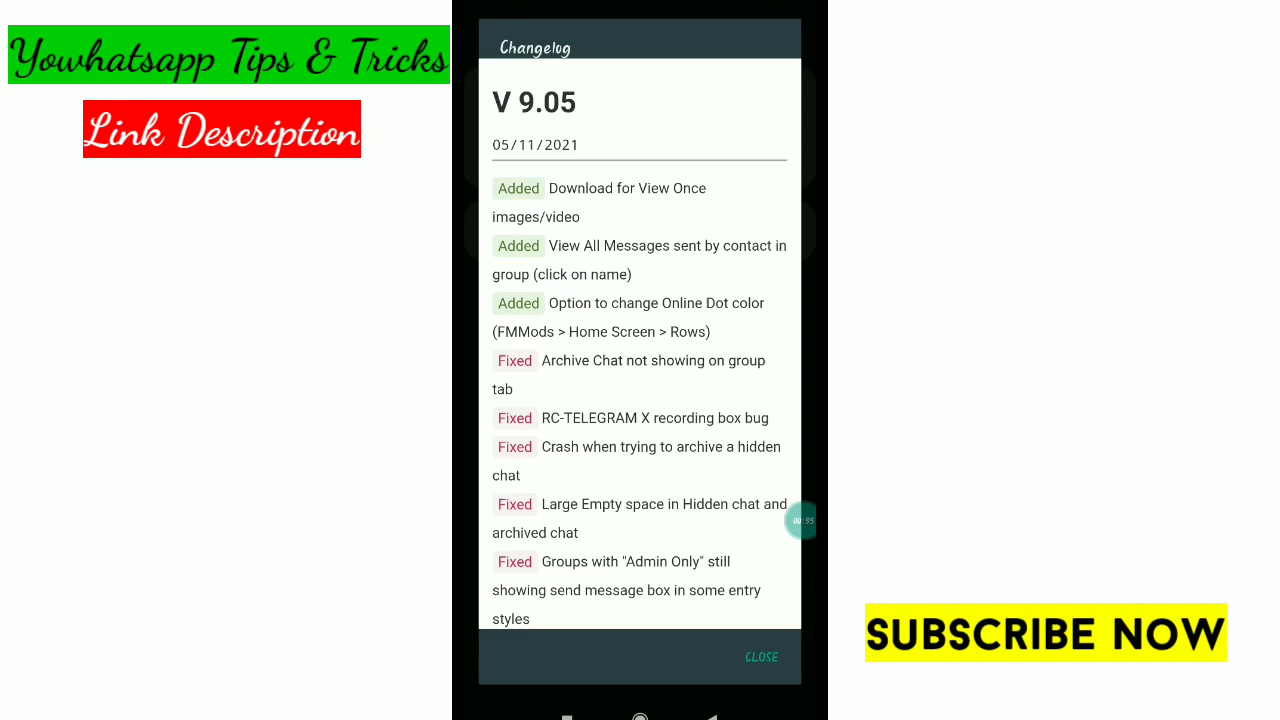 Yowhatsapp Tips & Tricks
Link Description
Changelog
V 9.05
05/11/2021
Added Download for View Once
images/video
Added View All Messages sent by contact in
group (click on name)
Added Option to change Online Dot color
(FMMods > Home Screen > Rows)
Fixed Archive Chat not showing on group
tab
Fixed RC-TELEGRAM X recording box bug
Fixed Crash when trying to archive a hidden
chat
Fixed Large Empty space in Hidden chat and
archived chat
00:35
Fixed Groups with "Admin Only" still
showing send message box in some entry
styles
CLOSE
SUBSCRIBE NOW